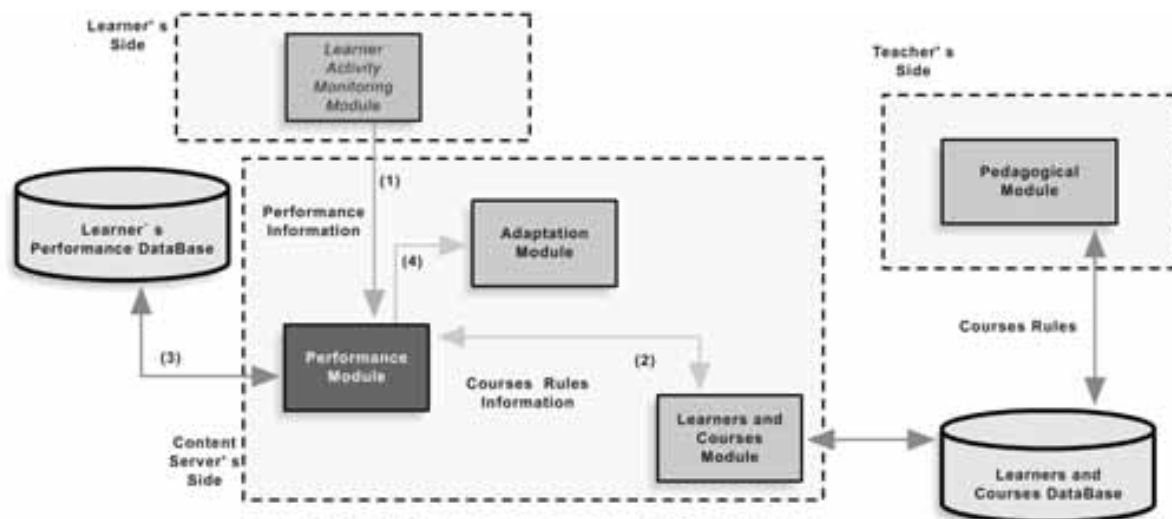 Learner's
Side
Learner
Activity
Monitoring
Module
Teacher's
Side
Pedagogical
Module
(1)
Performance
Information
Learner`s
Performance DataBase
Adaptation
Module
(4)
Courses Rules
(3)
Performance
Module
(2)
Courses Rules
Information
Learners and
Courses
Module
Content
Server's
Side
Learners and
Courses DataBase